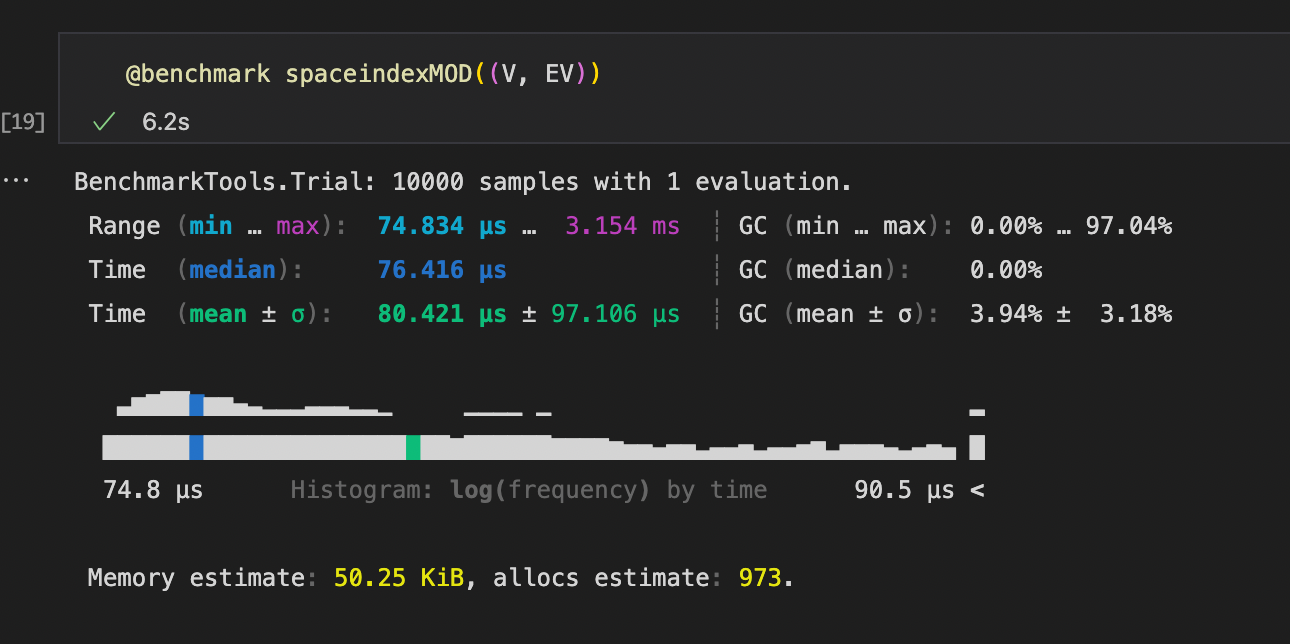 @benchmark spaceindexMOD((V, EV))
[19] ✓ 6.2s
... BenchmarkTools.Trial: 10000 samples with 1 evaluation.
Range (min … max): 74.834 μs … 3.154 ms ┊ GC (min … max): 0.00% … 97.04%
Time (median): 76.416 μs ┊ GC (median): 0.00%
Time (mean ± σ): 80.421 μs ± 97.106 μs ┊ GC (mean ± σ): 3.94% ± 3.18%
74.8 μs Histogram: log(frequency) by time 90.5 μs <
Memory estimate: 50.25 KiB, allocs estimate: 973.